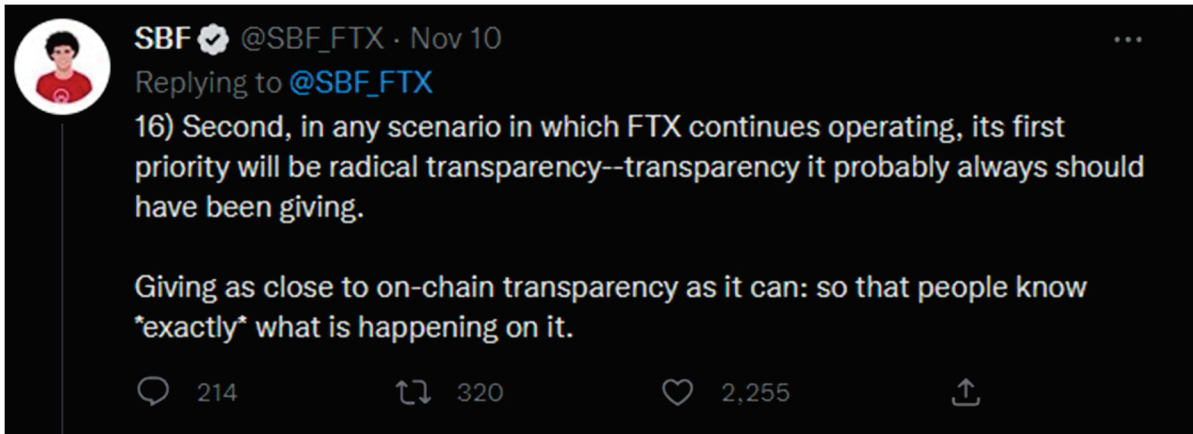 SBF @SBF_FTX · Nov 10
Replying to @SBF_FTX
16) Second, in any scenario in which FTX continues operating, its first
priority will be radical transparency--transparency it probably always should
have been giving.
Giving as close to on-chain transparency as it can: so that people know
*exactly* what is happening on it.
214 320 2,255